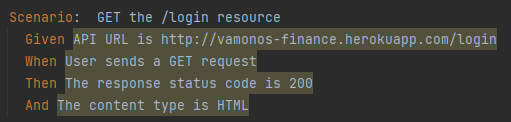 Scenario:  GET the /login resource
Given API URL is http://vamonos-finance.herokuapp.com/login
When User sends a GET request
Then The response status code is 200
And The content type is HTML